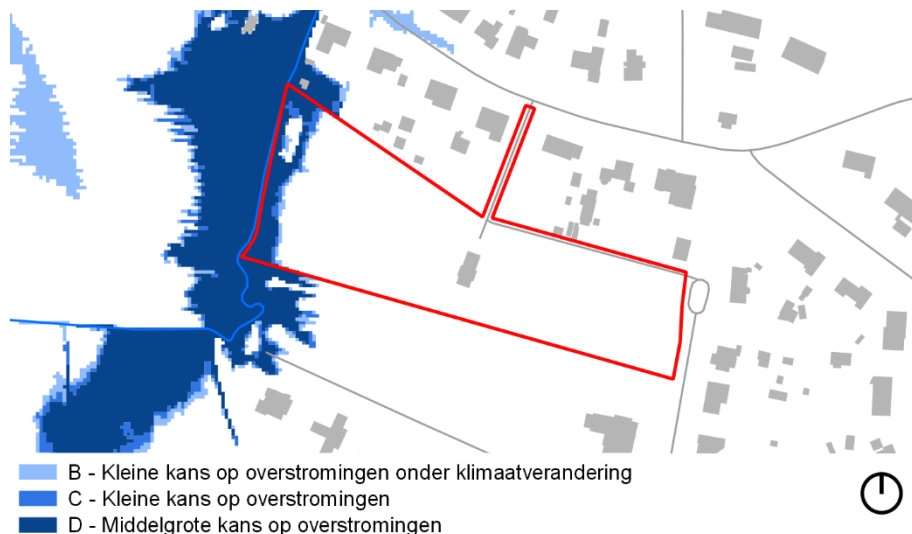 B - Kleine kans op overstromingen onder klimaatverandering
C - Kleine kans op overstromingen
D - Middelgrote kans op overstromingen